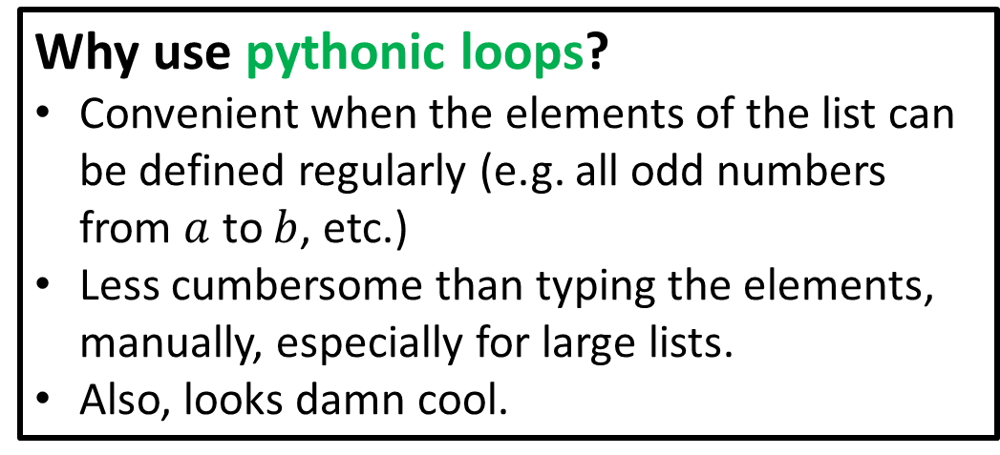 Why use pythonic loops?
• Convenient when the elements of the list can
be defined regularly (e.g. all odd numbers
from a to b, etc.)
• Less cumbersome than typing the elements,
manually, especially for large lists.
• Also, looks damn cool.